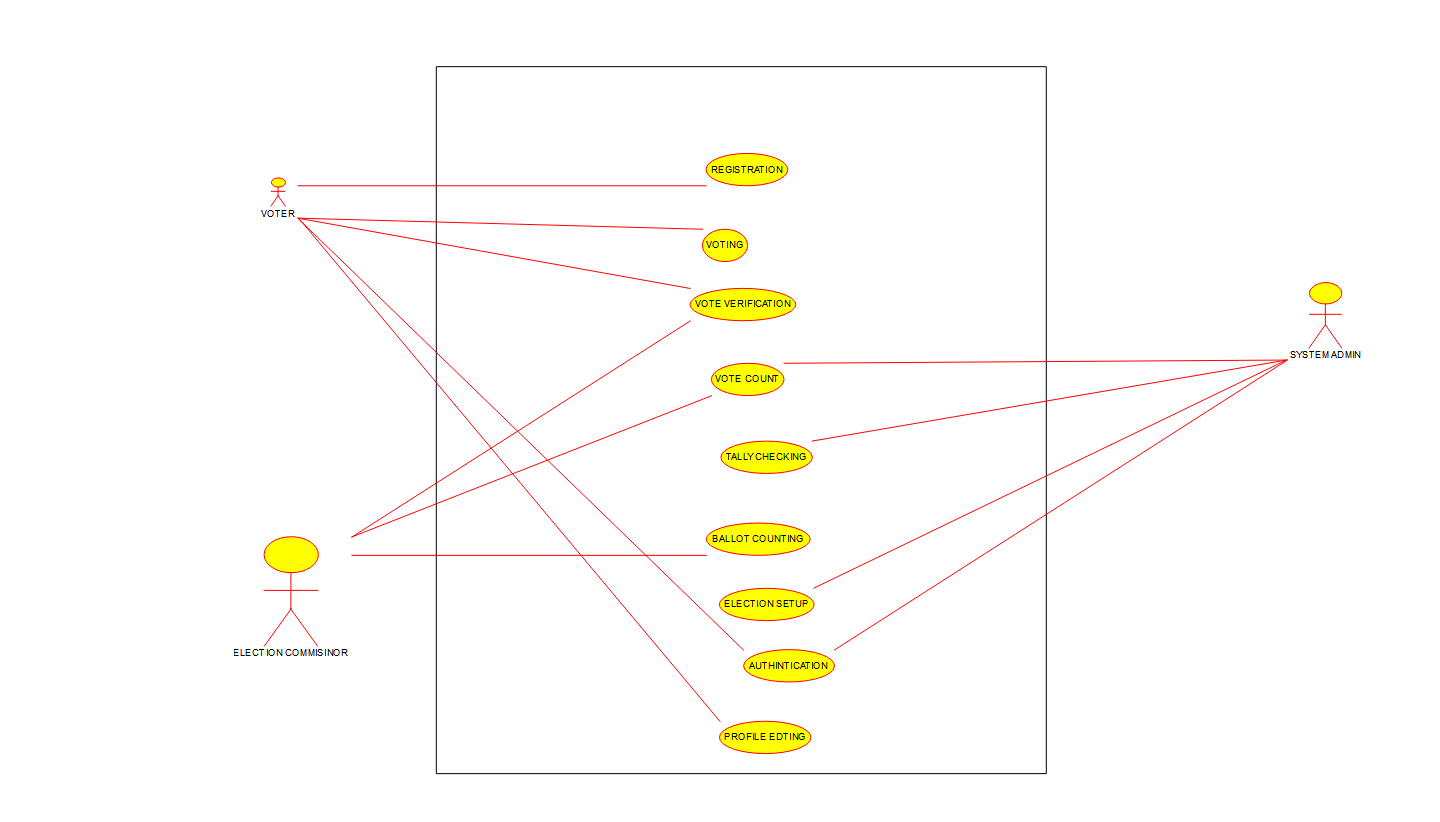 REGISTRATION
VOTER
VOTING
VOTE VERIFICATION
SYSTEM ADMIN
VOTE COUNT
TALLY CHECKING
BALLOT COUNTING
ELECTION SETUP
ELECTION COMMISINOR
AUTHINTICATION
PROFILE EDTING